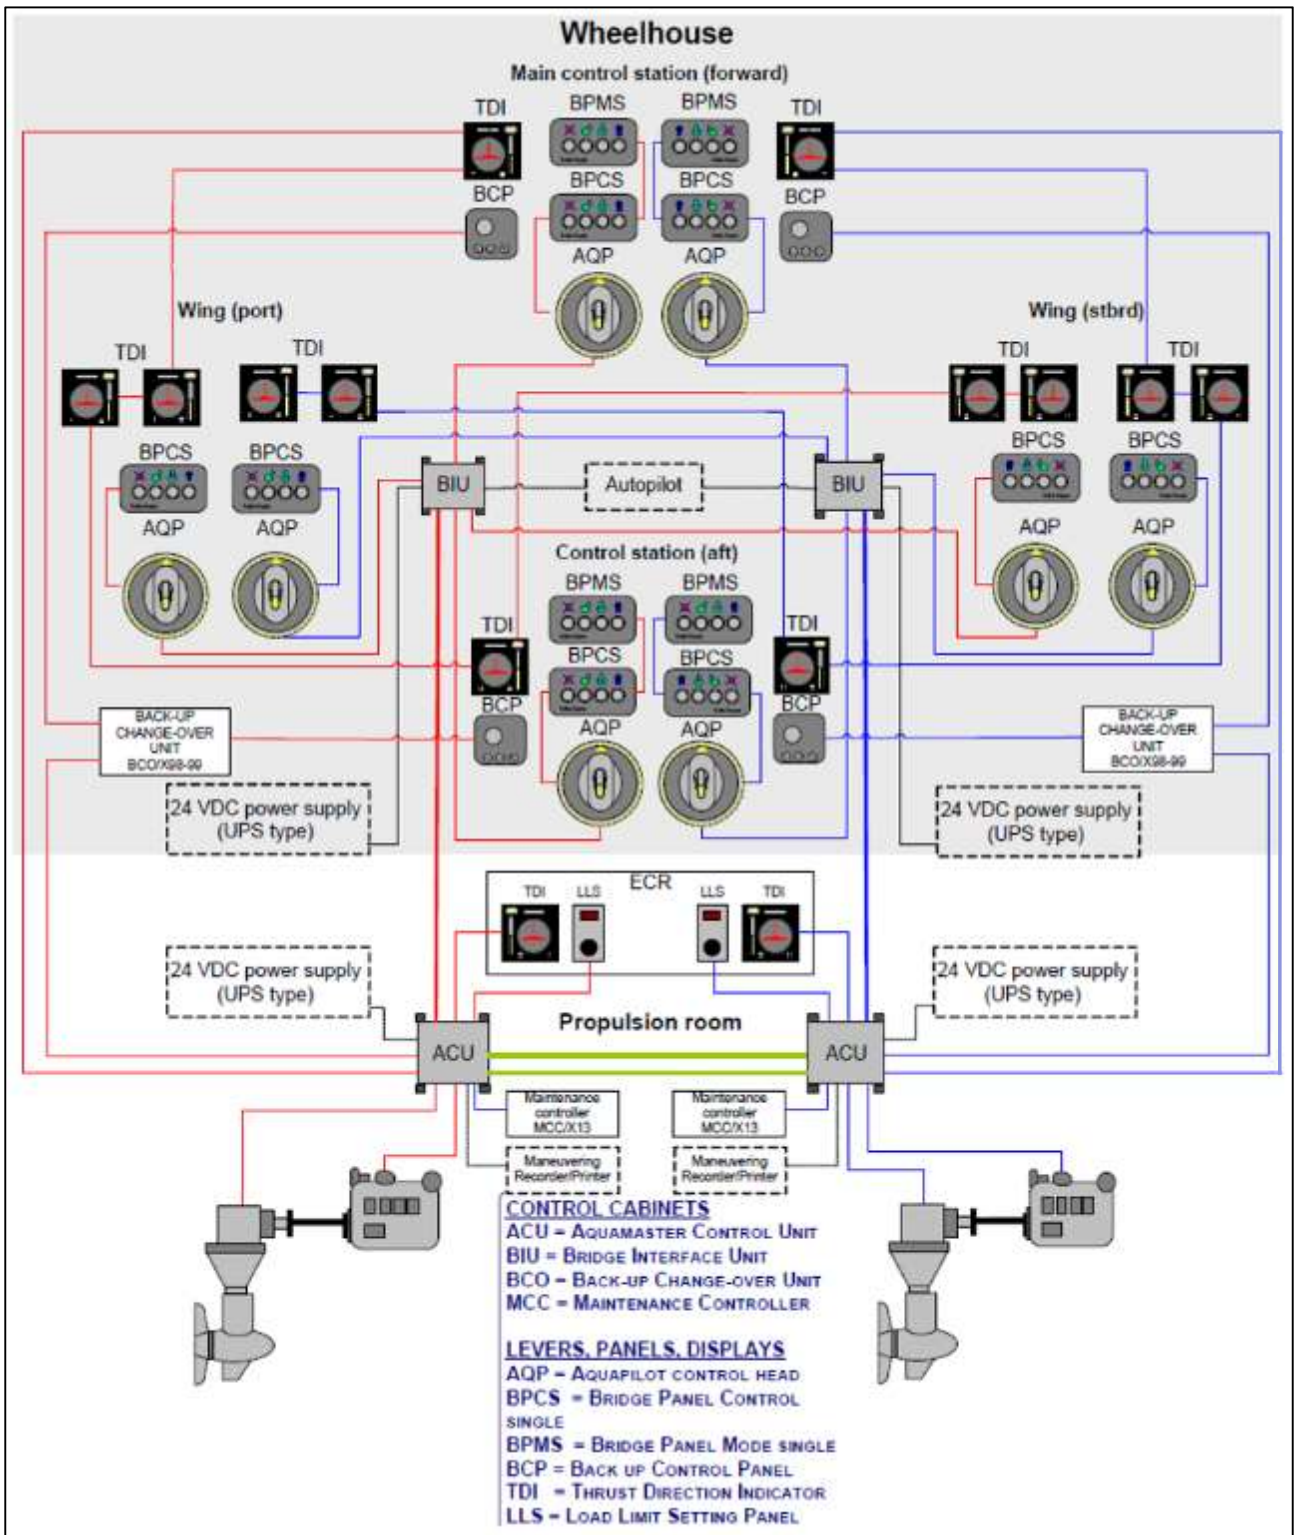 Wheelhouse
Main control station (forward)
TDI
BPMS
BPMS
TDI
BCP
BPCS
BPCS
BCP
AQP
AQP
Wing (port)
Wing (stbrd)
TDI
TDI
TDI
TDI
BPCS
BPCS
BPCS
BPCS
BIU
Autopilot
BIU
AQP
AQP
AQP
AQP
Control station (aft)
BPMS
BPMS
TDI
TDI
BPCS
BPCS
BCP
BCP
AQP
AQP
BACK-UP
CHANGE-OVER
UNIT
BCO/X98-99
BACK-UP
CHANGE-OVER
UNIT
BCO/X98-99
24 VDC power supply
(UPS type)
24 VDC power supply
(UPS type)
ECR
TDI
LLS
LLS
TDI
24 VDC power supply
(UPS type)
24 VDC power supply
(UPS type)
Propulsion room
ACU
ACU
Maintenance
controller
MCC/X13
Maintenance
controller
MCC/X13
Maneuvering
Recorder/Printer
Maneuvering
Recorder/Printer
CONTROL CABINETS
ACU = AQUAMASTER CONTROL UNIT
BIU = BRIDGE INTERFACE UNIT
BCO = BACK-UP CHANGE-OVER UNIT
MCC = MAINTENANCE CONTROLLER
LEVERS, PANELS, DISPLAYS
AQP = AQUAPILOT CONTROL HEAD
BPCS = BRIDGE PANEL CONTROL
SINGLE
BPMS = BRIDGE PANEL MODE SINGLE
BCP = BACK UP CONTROL PANEL
TDI = THRUST DIRECTION INDICATOR
LLS = LOAD LIMIT SETTING PANEL